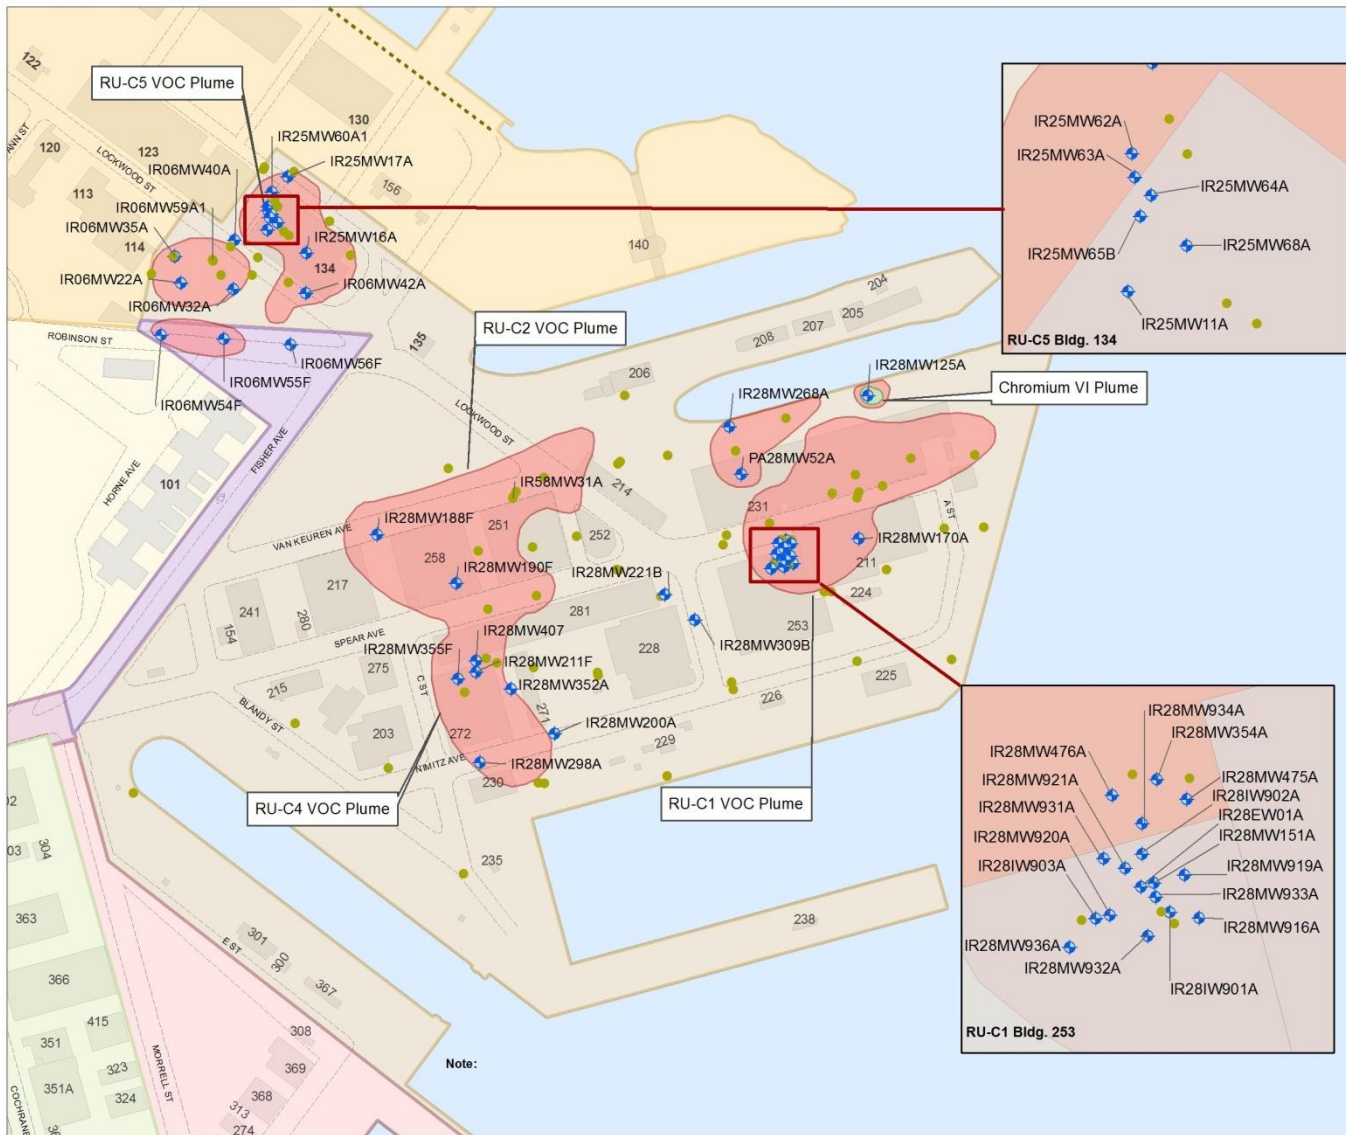 122
RU-C5 VOC Plume
130
IR25MW60A1
ANN ST
120
LOCKWOOD ST
123
IR06MW40A
IR25MW17A
113
156
IR06MW59A1
IR06MW35A
114
IR25MW16A
140
134
IR06MW22A
IR06MW32A
IR06MW42A
ROBINSON ST
IR06MW56F
IR06MW55F
IR06MW54F
135
RU-C2 VOC Plume
204
205
207
208
206
IR28MW125A
IR28MW268A
Chromium VI Plume
LOCKWOOD ST
FISHER AVE
HORNE AVE
101
PA28MW52A
IR58MW31A
214
231
A ST
IR28MW188F
251
VAN KEUREN AVE
252
258
IR28MW170A
217
IR28MW190F
IR28MW221B
211
241
224
154
280
281
SPEAR AVE
253
IR28MW407
228
IR28MW309B
IR28MW355F
IR28MW211F
275
225
C ST
IR28MW352A
215
226
BLANDY ST
271
IR28MW200A
203
272
229
NIMITZ AVE
IR28MW298A
230
RU-C4 VOC Plume
RU-C1 VOC Plume
235
238
02
03
304
363
301
300
E ST
366
367
415
308
351
369
323
351A
368
324
313
274
MORRELL ST
COCHRANE
36
Note:
IR25MW62A
IR25MW63A
IR25MW64A
IR25MW65B
IR25MW68A
IR25MW11A
RU-C5 Bldg. 134
IR28MW934A
IR28MW354A
IR28MW476A
IR28MW475A
IR28MW921A
IR28IW902A
IR28MW931A
IR28EW01A
IR28MW920A
IR28MW151A
IR28IW903A
IR28MW919A
IR28MW933A
IR28MW916A
IR28MW936A
IR28MW932A
IR28IW901A
RU-C1 Bldg. 253